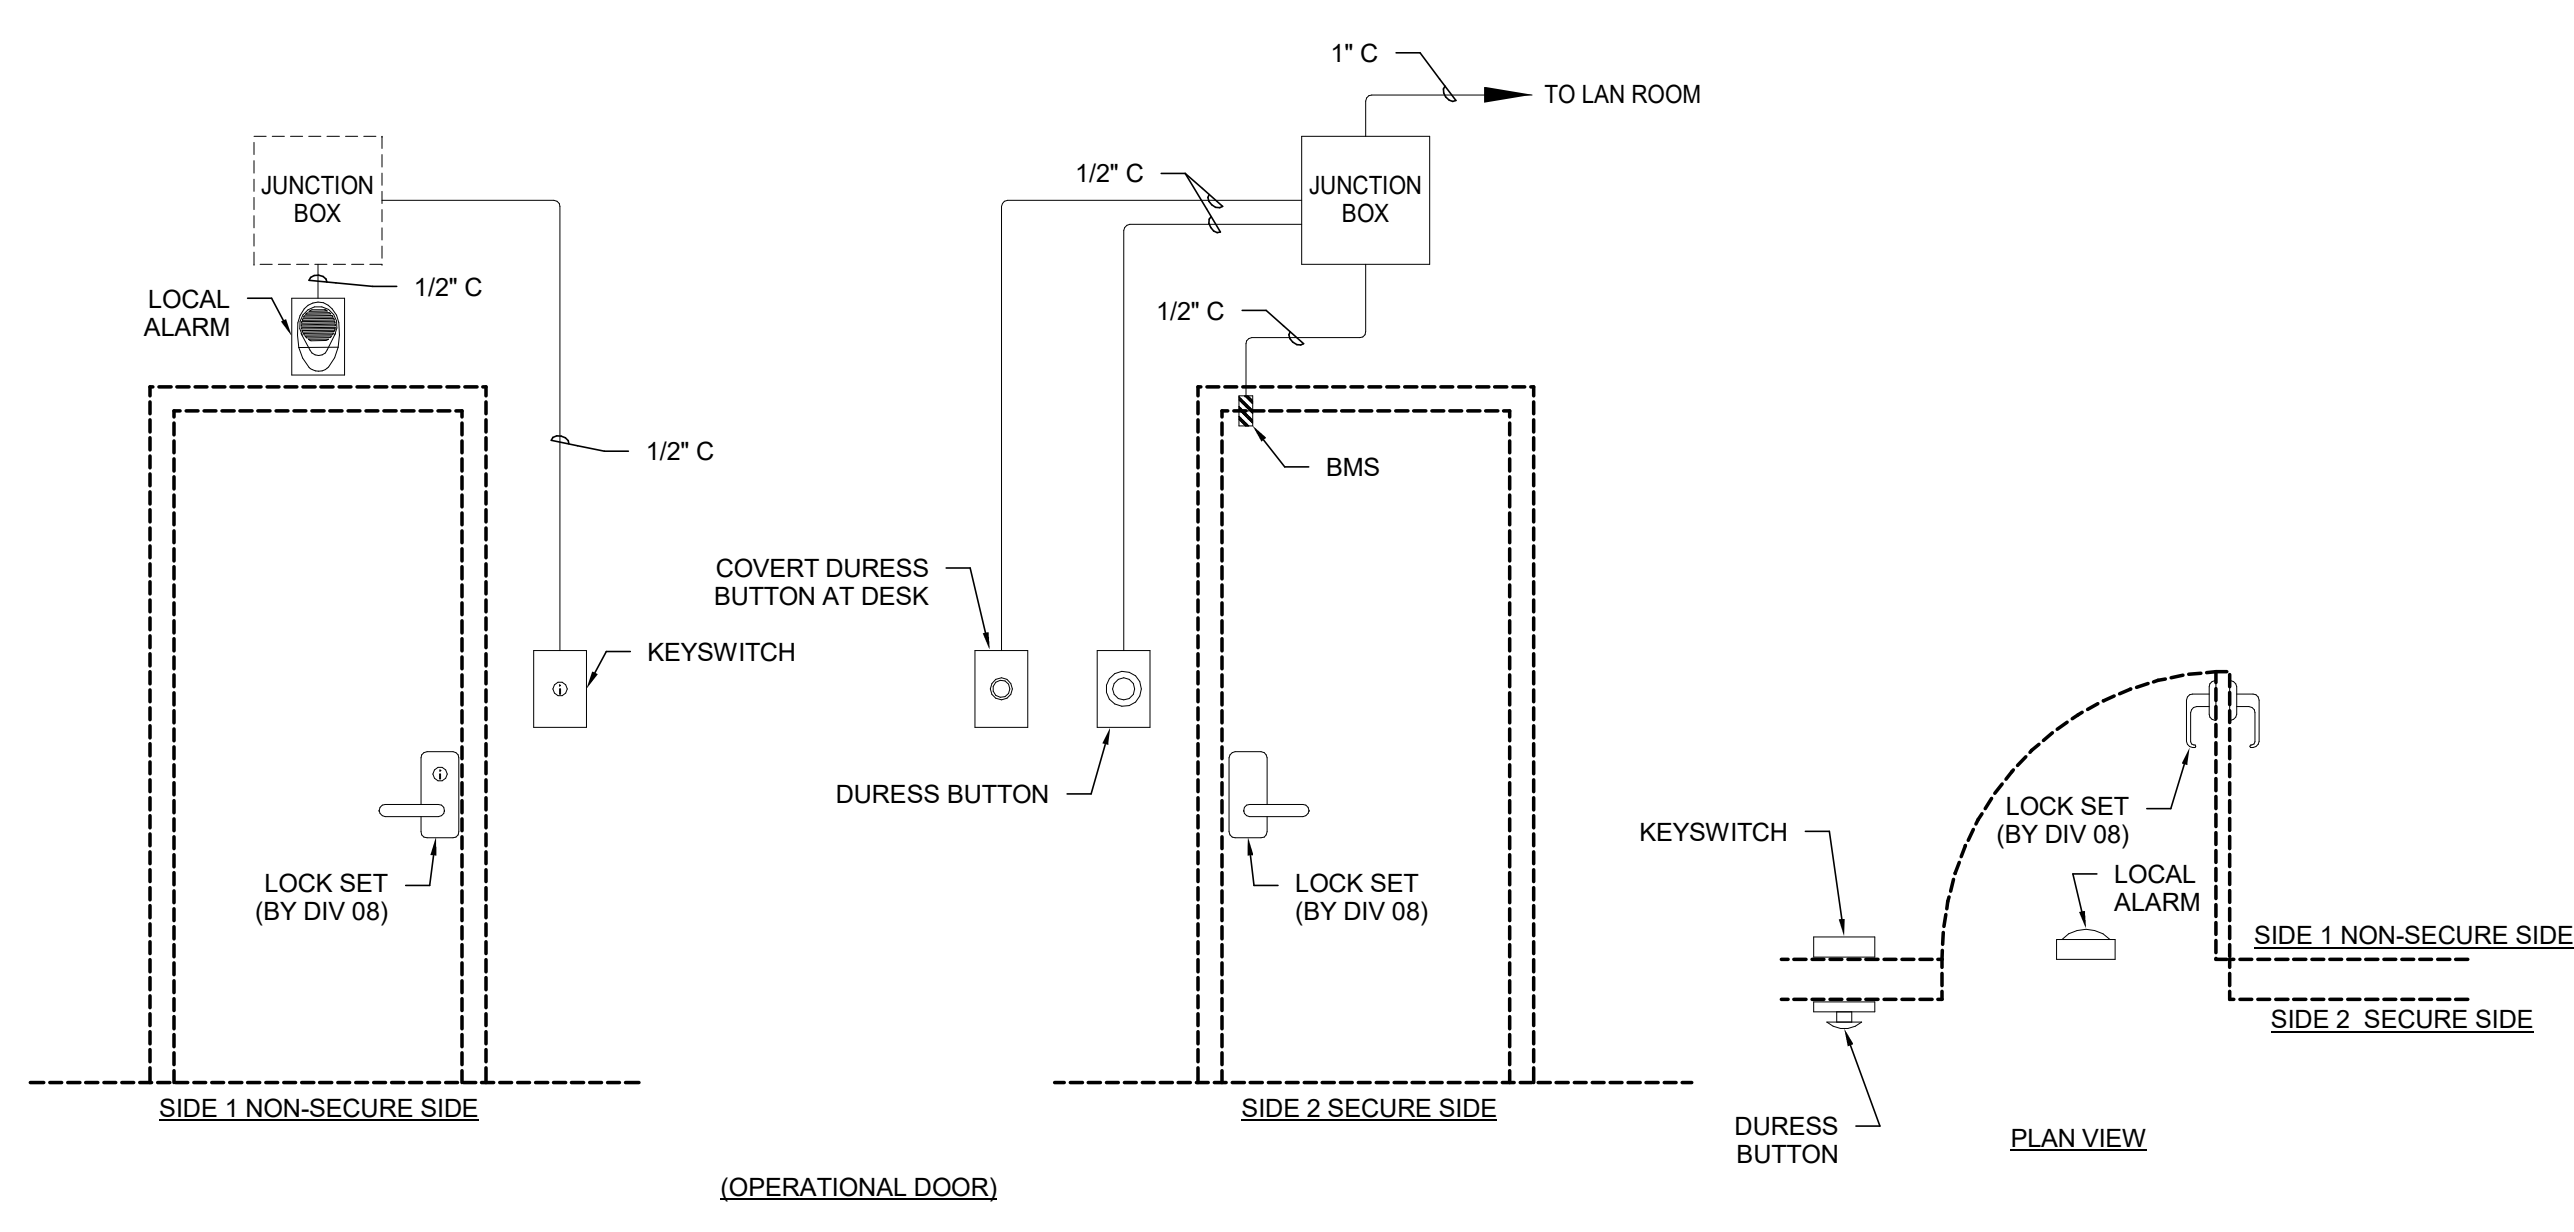 1" C
TO LAN ROOM
JUNCTION
BOX
1/2" C
LOCAL
ALARM
1/2" C
KEYSWITCH
LOCK SET
(BY DIV 08)
SIDE 1 NON-SECURE SIDE
1/2" C
JUNCTION
BOX
1/2" C
BMS
COVERT DURESS
BUTTON AT DESK
DURESS BUTTON
LOCK SET
(BY DIV 08)
SIDE 2 SECURE SIDE
KEYSWITCH
LOCK SET
(BY DIV 08)
LOCAL
ALARM
SIDE 1 NON-SECURE SIDE
SIDE 2  SECURE SIDE
DURESS
BUTTON
PLAN VIEW
(OPERATIONAL DOOR)